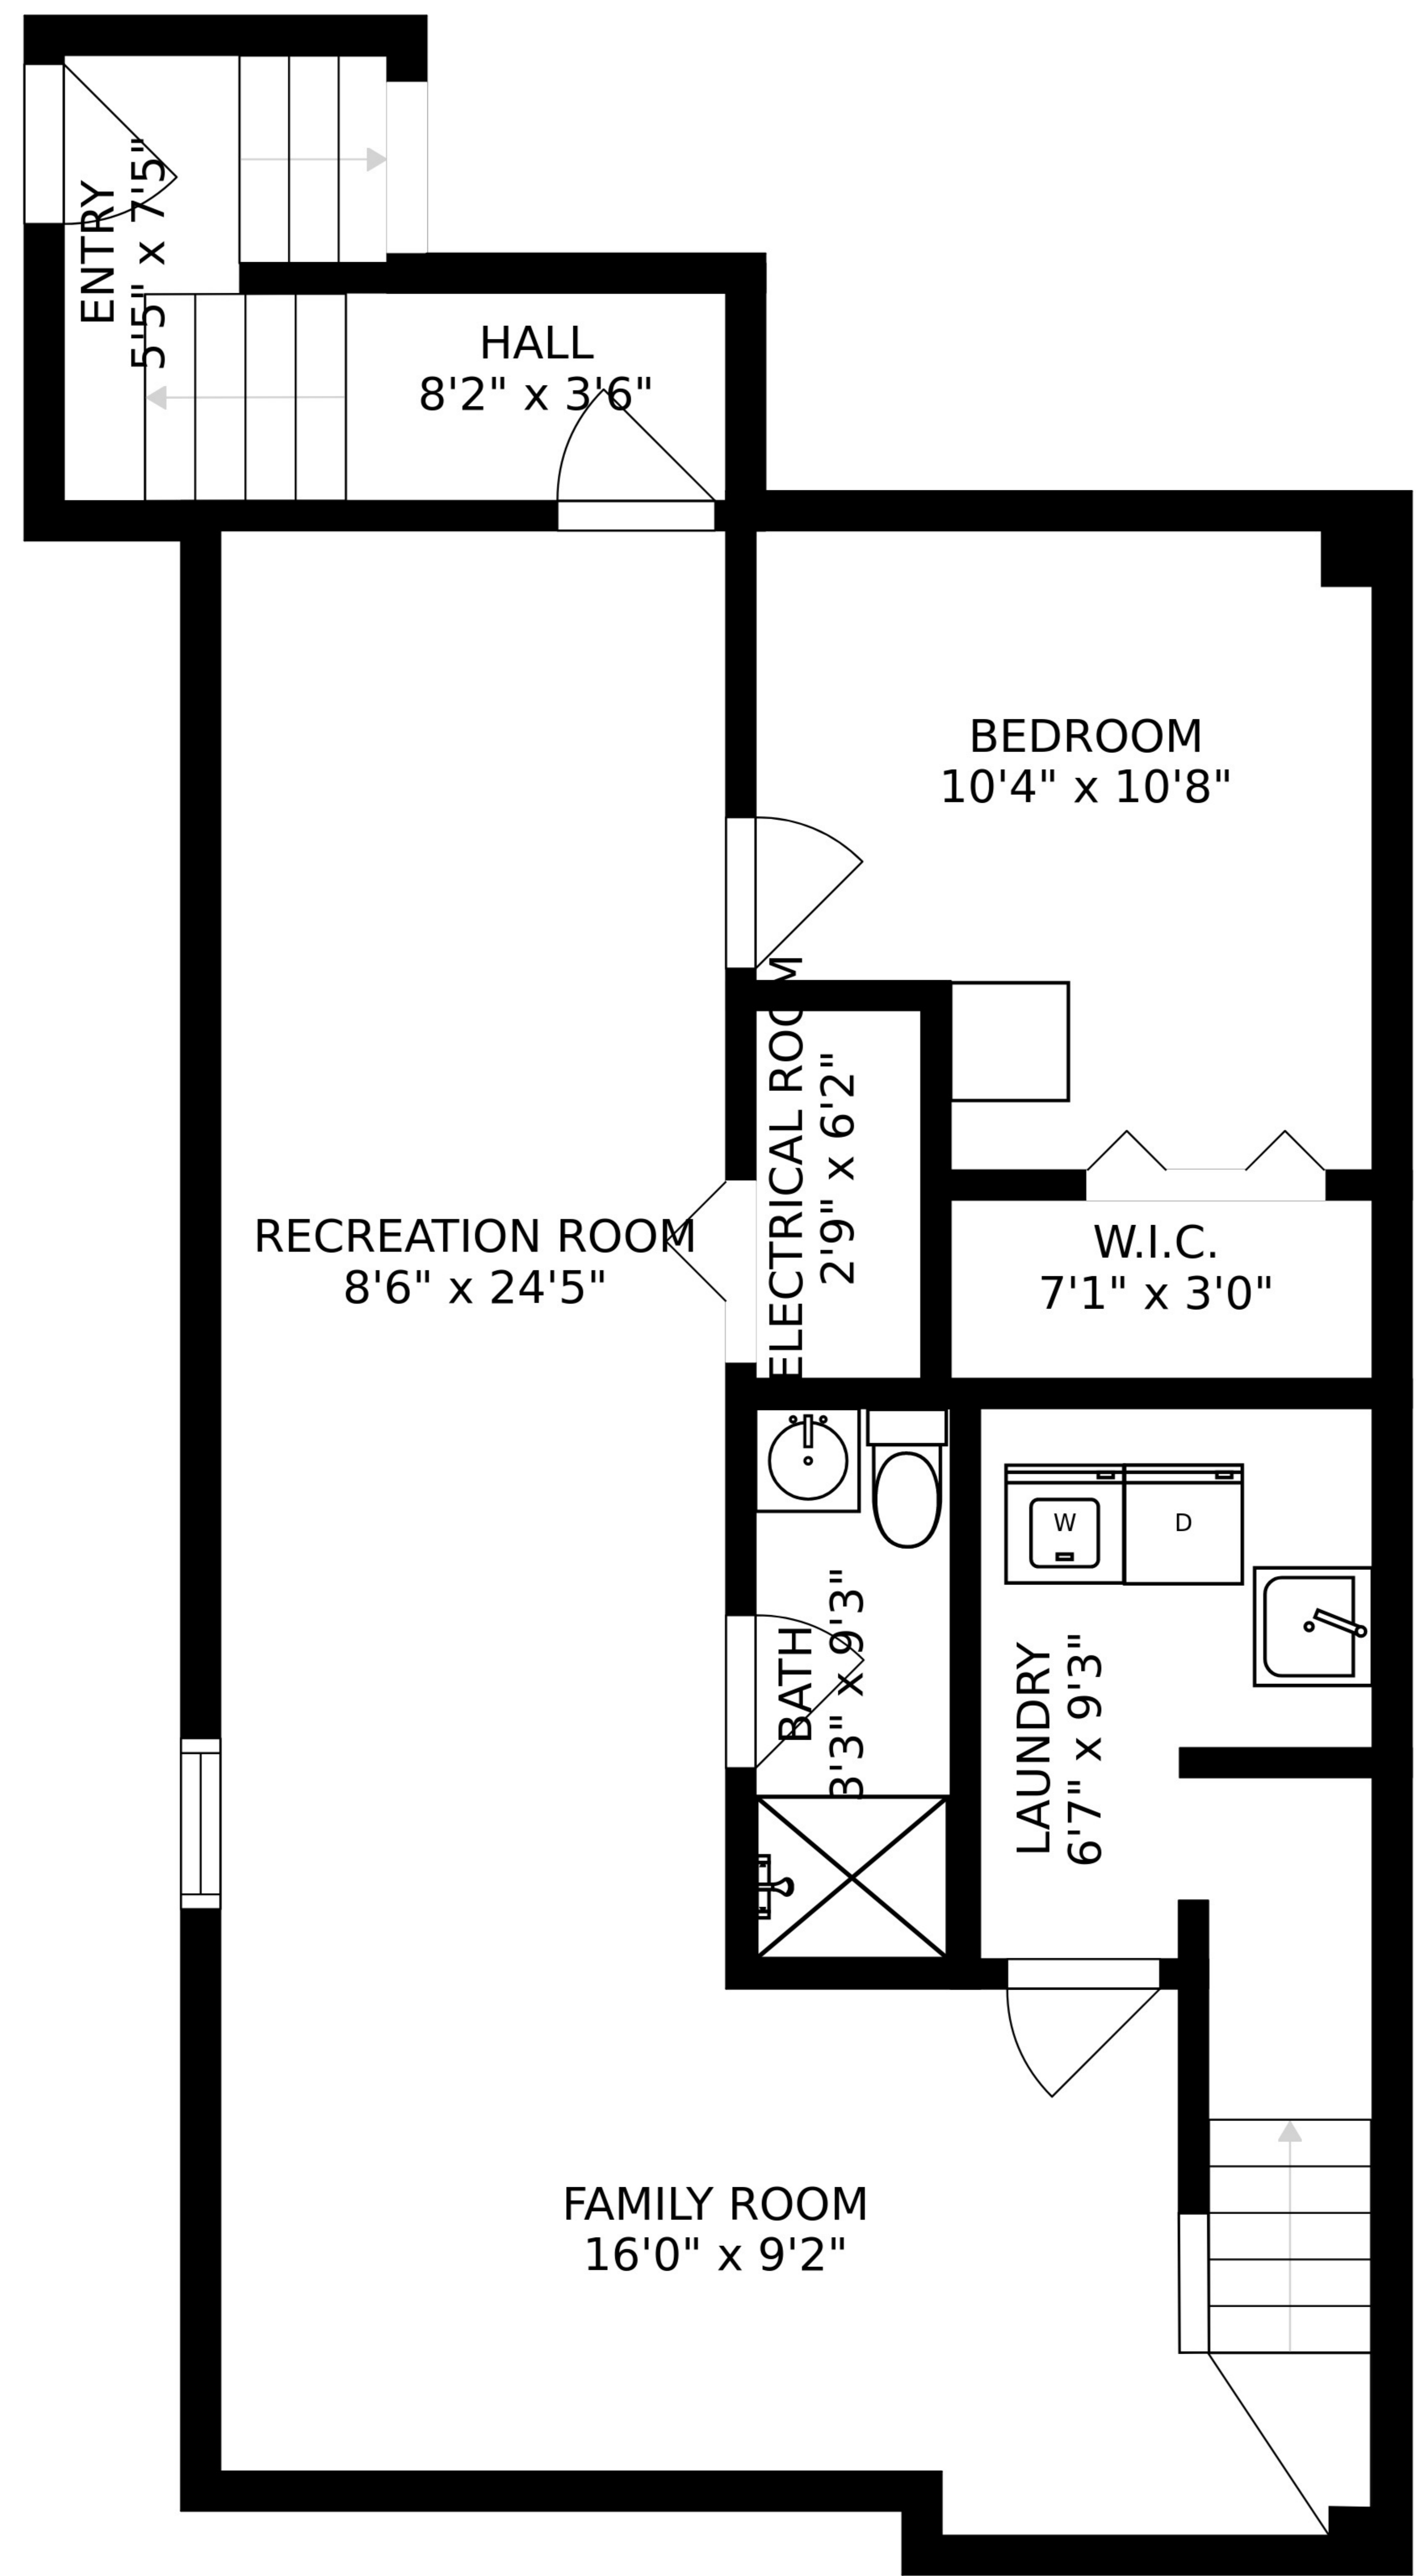 ENTRY
5'5" x 7'5"
HALL
8'2" x 3'6"
BEDROOM
10'4" x 10'8"
ELECTRICAL ROOM
2'9" x 6'2"
RECREATION ROOM
8'6" x 24'5"
W.I.C.
7'1" x 3'0"
W
D
BATH
3'3" x 9'3"
LAUNDRY
6'7" x 9'3"
FAMILY ROOM
16'0" x 9'2"